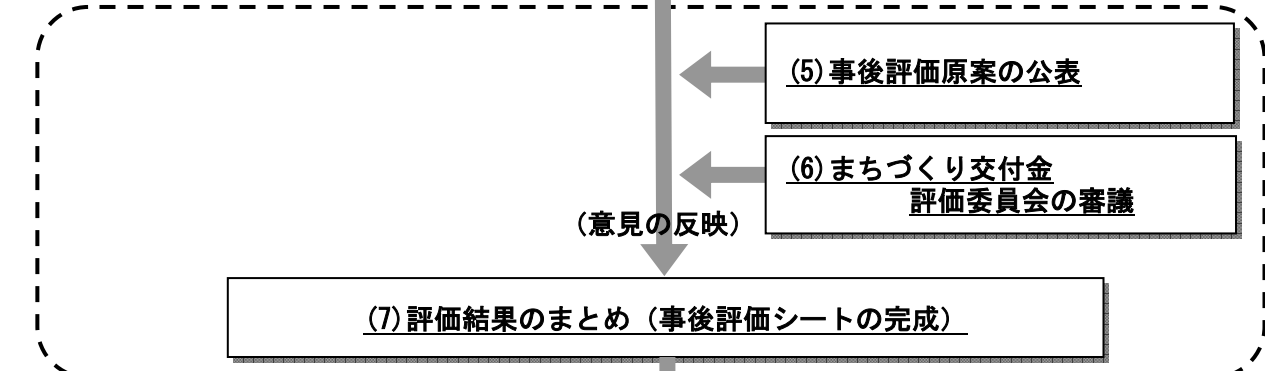 (5)事後評価原案の公表
(6)まちづくり交付金
評価委員会の審議
(意見の反映)
(7)評価結果のまとめ（事後評価シートの完成）